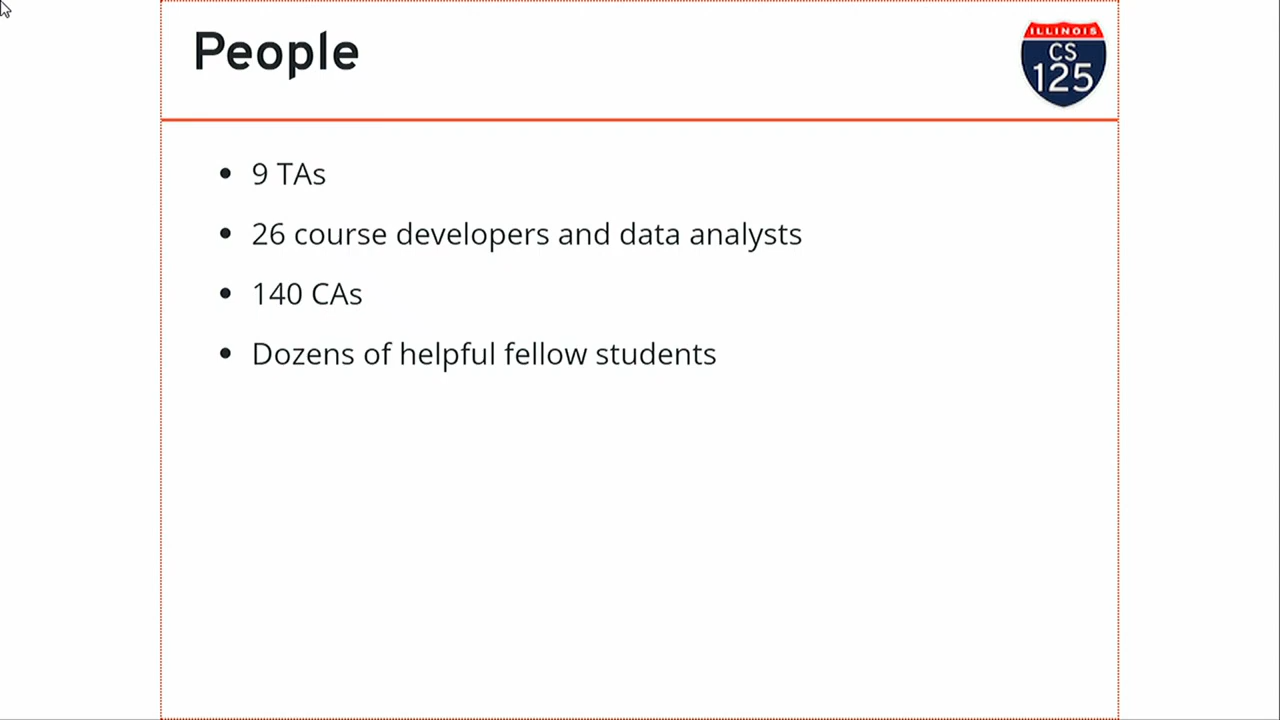 People
ILLINOIS
CS
125
9 TAs
26 course developers and data analysts
140 CAs
Dozens of helpful fellow students